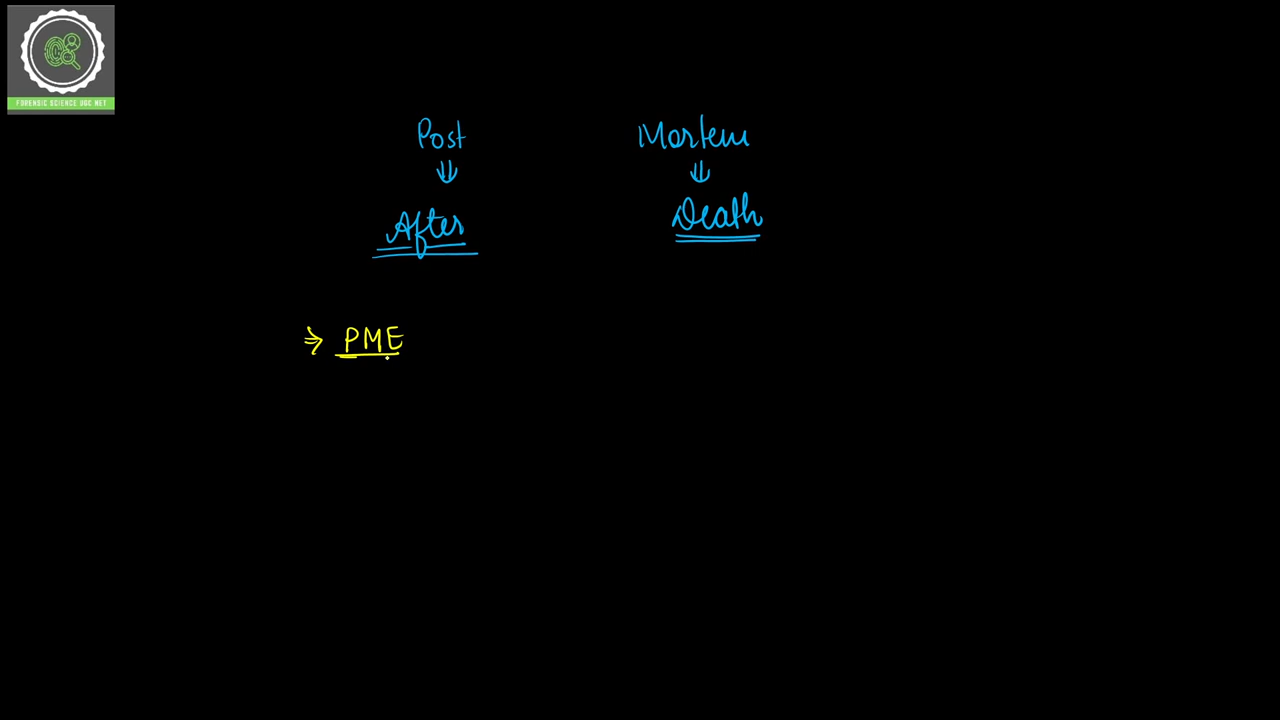 FORENSIC SCIENCE UGC NET
Post Mortem
⇓ ⇓
After Death
⇒ PME